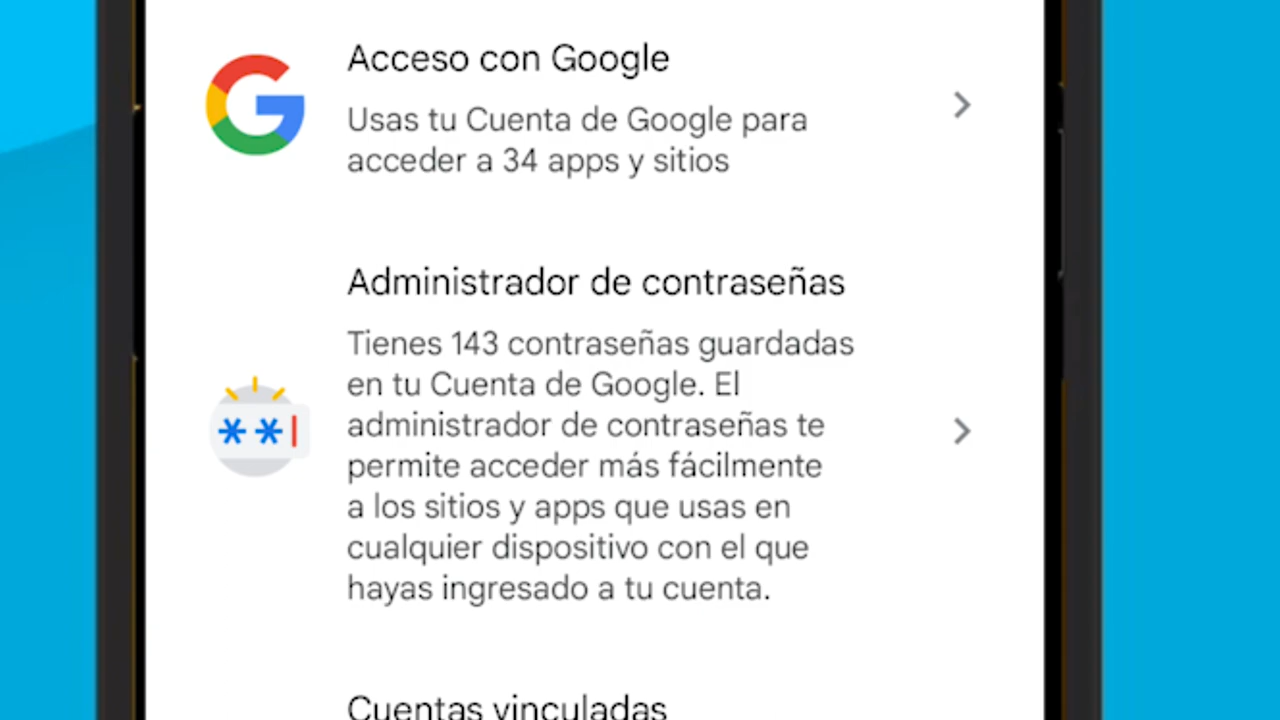 Acceso con Google
Usas tu Cuenta de Google para
acceder a 34 apps y sitios
Administrador de contraseñas
Tienes 143 contraseñas guardadas
en tu Cuenta de Google. El
administrador de contraseñas te
permite acceder más fácilmente
a los sitios y apps que usas en
cualquier dispositivo con el que
hayas ingresado a tu cuenta.
Cuentas vinculadas